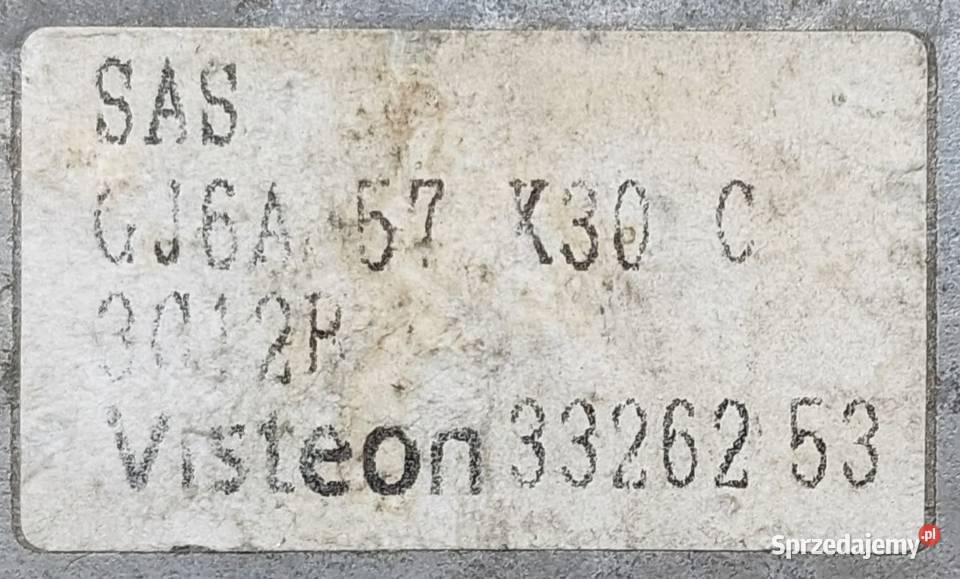 SAS
GJ6A 57 K30 C
Visteon 33262 53
Sprzedajemy.pl